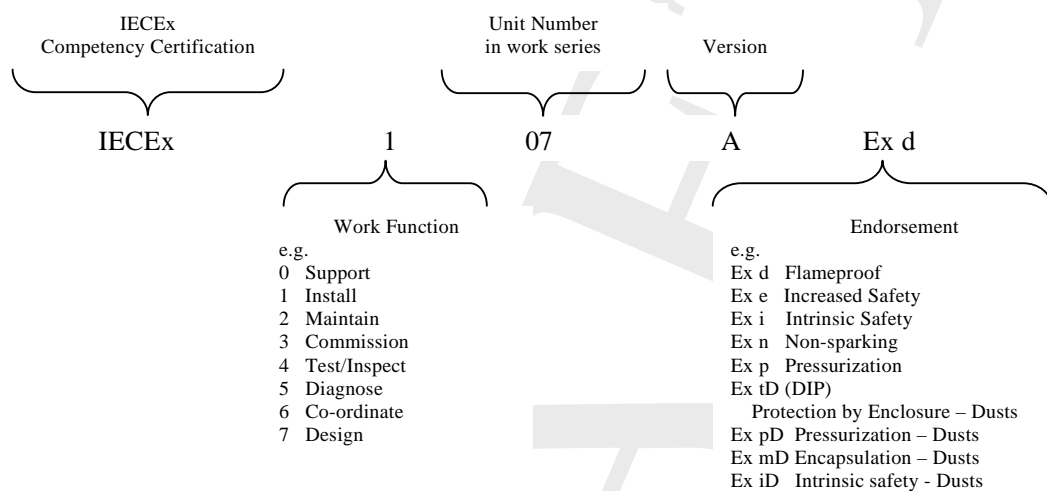 IECEx
Competency Certification
Unit Number
in work series
Version
IECEx 1 07 A Ex d
Work Function
e.g.
0 Support
1 Install
2 Maintain
3 Commission
4 Test/Inspect
5 Diagnose
6 Co-ordinate
7 Design
Endorsement
e.g.
Ex d Flameproof
Ex e Increased Safety
Ex i Intrinsic Safety
Ex n Non-sparking
Ex p Pressurization
Ex tD (DIP)
Protection by Enclosure – Dusts
Ex pD Pressurization – Dusts
Ex mD Encapsulation – Dusts
Ex iD Intrinsic safety - Dusts